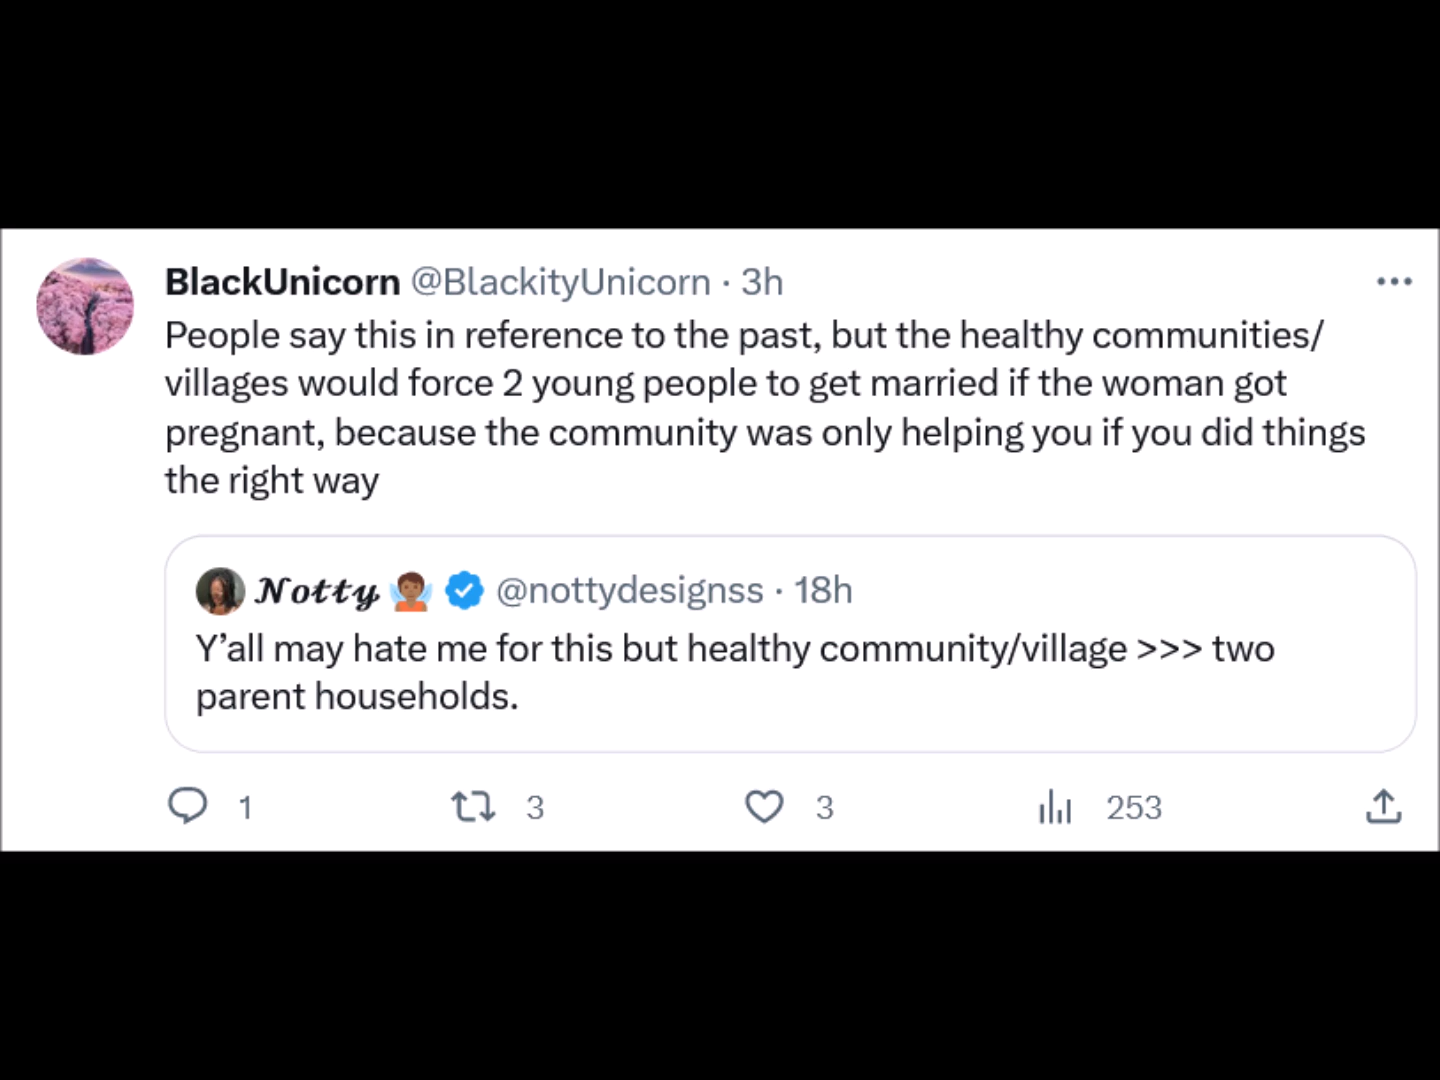 BlackUnicorn @BlackityUnicorn · 3h
People say this in reference to the past, but the healthy communities/
villages would force 2 young people to get married if the woman got
pregnant, because the community was only helping you if you did things
the right way
𝓝𝓸𝓽𝓽𝔂 🧚🏾 @nottydesignss · 18h
Y’all may hate me for this but healthy community/village >>> two
parent households.
1 3 3 253